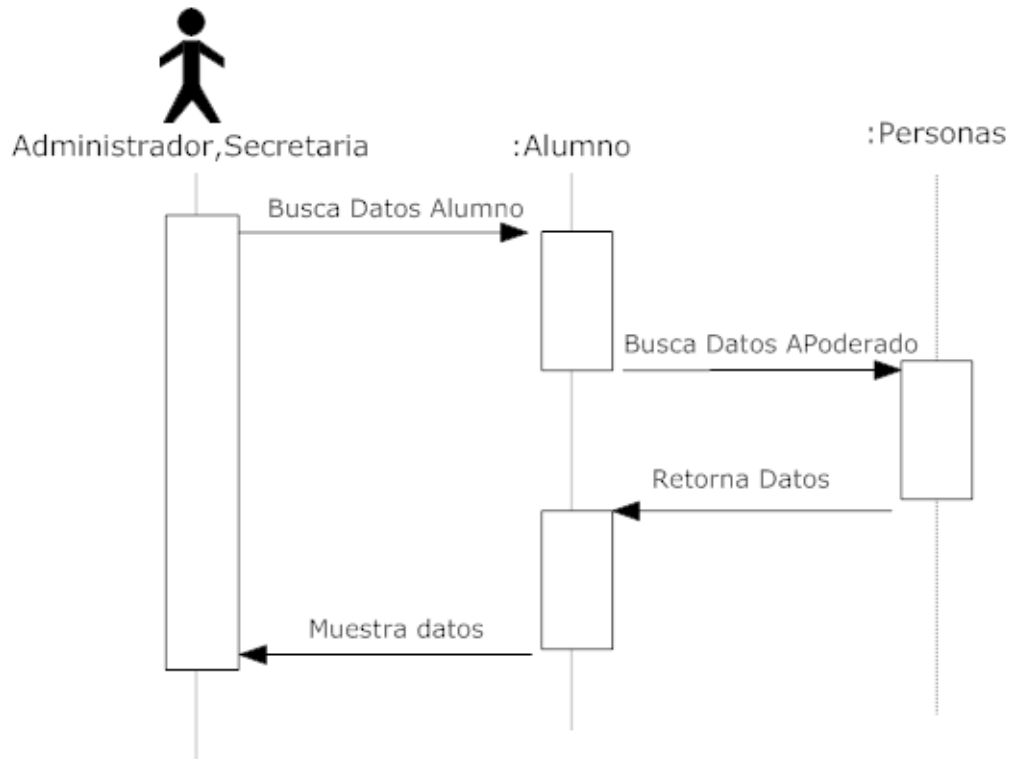 Administrador,Secretaria
:Alumno
:Personas
Busca Datos Alumno
Busca Datos APoderado
Retorna Datos
Muestra datos